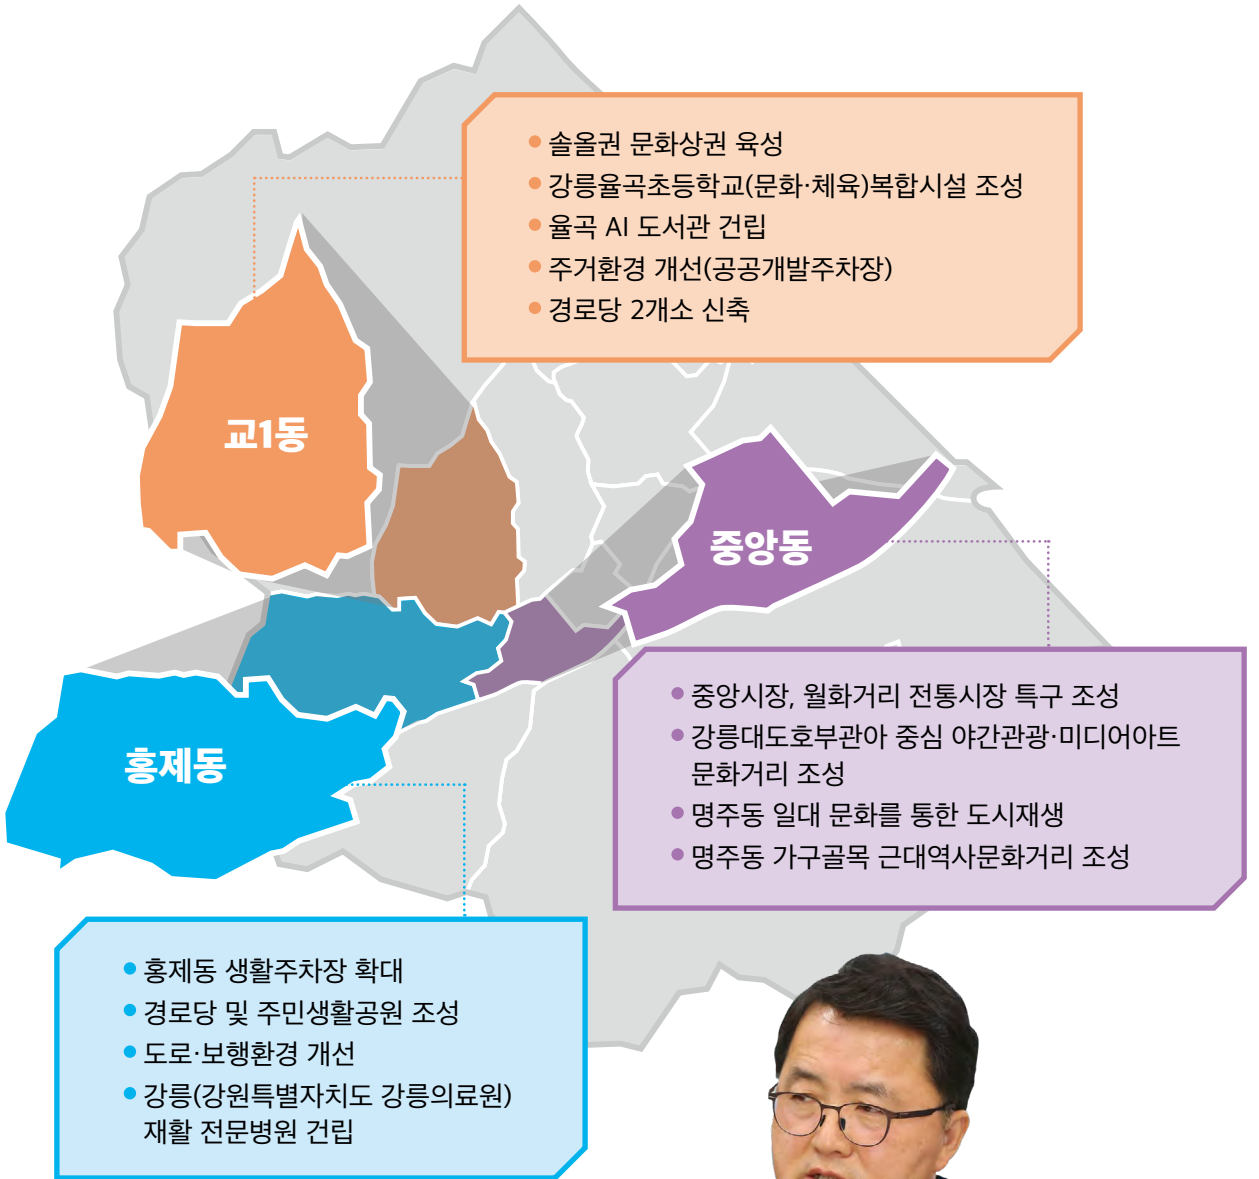 솔올권 문화상권 육성
강릉율곡초등학교(문화·체육)복합시설 조성
율곡 AI 도서관 건립
주거환경 개선(공공개발주차장)
경로당 2개소 신축
교1동
중앙동
중앙시장, 월화거리 전통시장 특구 조성
강릉대도호부관아 중심 야간관광·미디어아트
문화거리 조성
명주동 일대 문화를 통한 도시재생
명주동 가구골목 근대역사문화거리 조성
홍제동
홍제동 생활주차장 확대
경로당 및 주민생활공원 조성
도로·보행환경 개선
강릉(강원특별자치도 강릉의료원)
재활 전문병원 건립